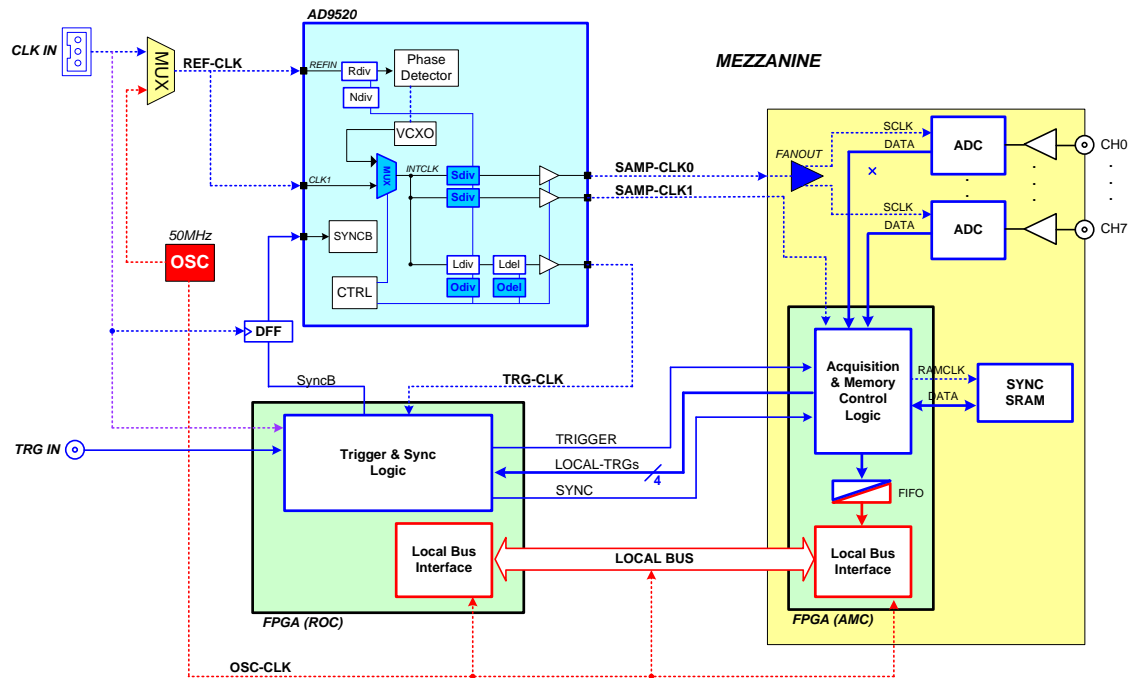 AD9520
CLK IN
MUX
REF-CLK
REFIN
Rdiv
Phase
Detector
Ndiv
VCXO
MUX
CLK1
INTCLK
Sdiv
Sdiv
SYNCB
Ldiv
Ldel
CTRL
Odiv
Odel
50MHz
OSC
DFF
SyncB
TRG-CLK
SAMP-CLK0
SAMP-CLK1
MEZZANINE
FANOUT
SCLK
DATA
ADC
CH0
SCLK
DATA
ADC
CH7
TRG IN
Trigger & Sync
Logic
TRIGGER
LOCAL-TRGs
4
SYNC
Acquisition
& Memory
Control
Logic
RAMCLK
DATA
SYNC
SRAM
FIFO
Local Bus
Interface
LOCAL BUS
Local Bus
Interface
FPGA (ROC)
FPGA (AMC)
OSC-CLK